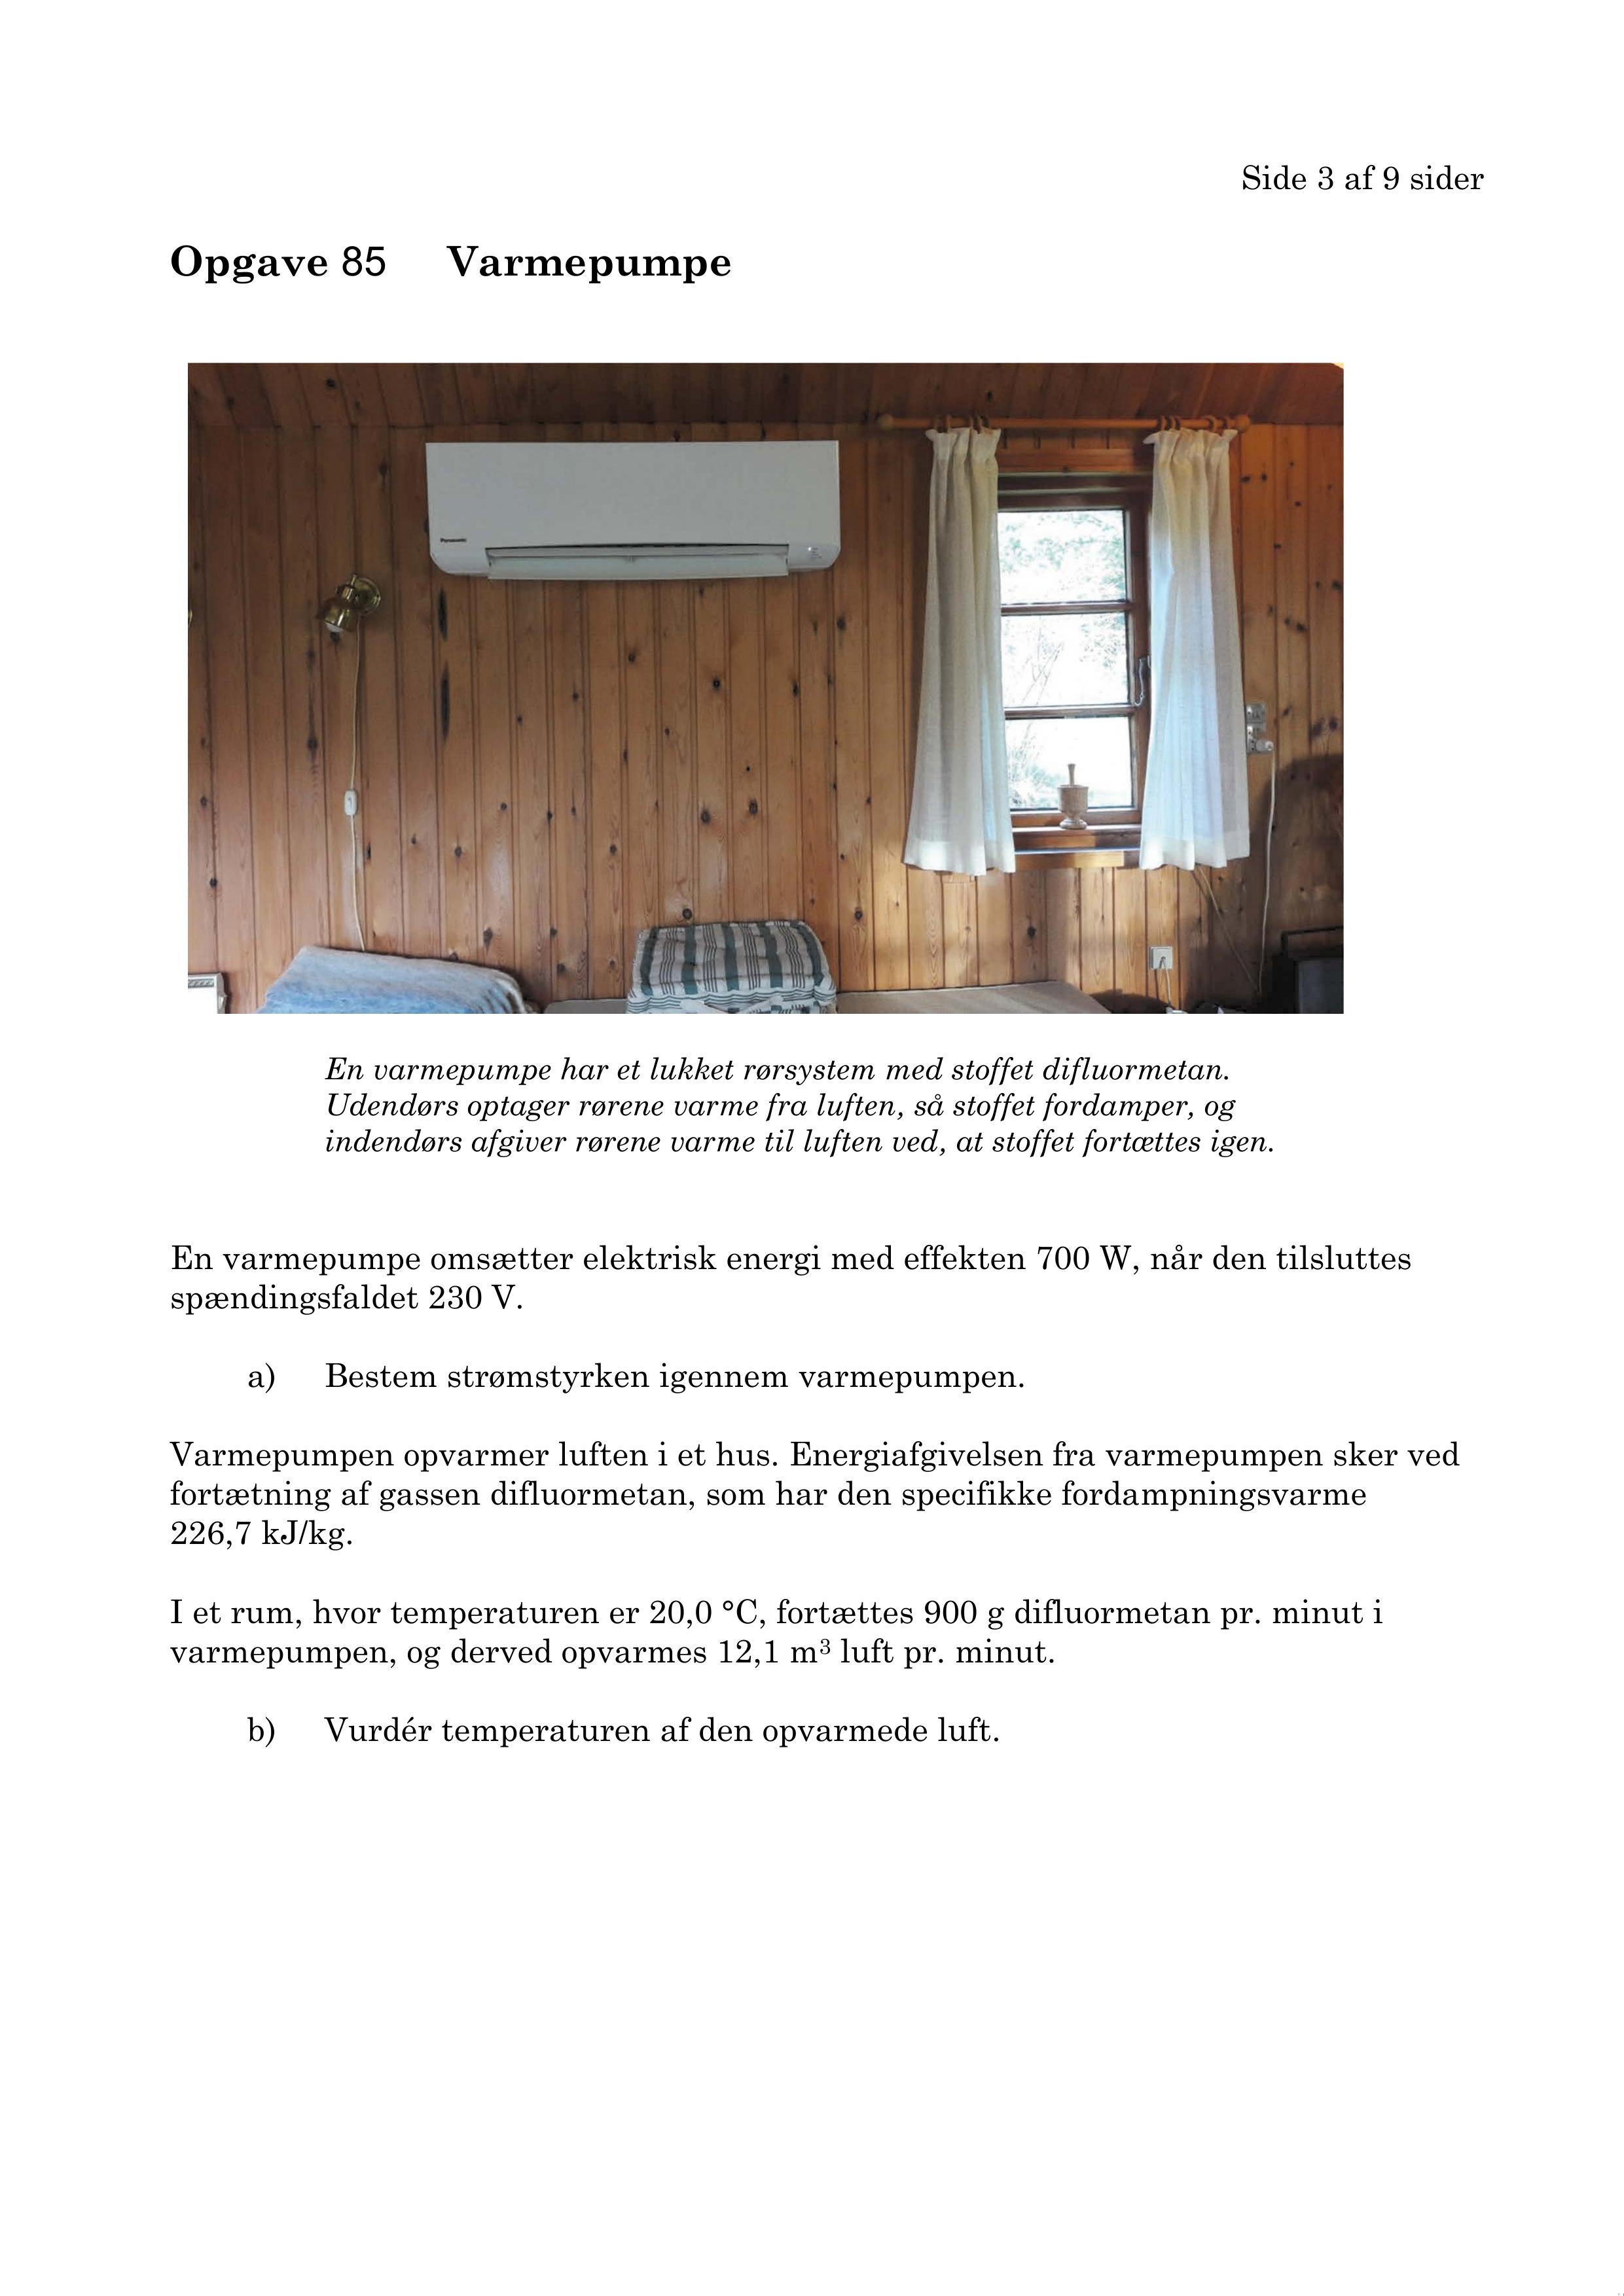 Side 3 af 9 sider
Opgave 85 Varmepumpe
Panasonic
En varmepumpe har et lukket rørsystem med stoffet difluormetan.
Udendørs optager rørene varme fra luften, så stoffet fordamper, og
indendørs afgiver rørene varme til luften ved, at stoffet fortættes igen.
En varmepumpe omsætter elektrisk energi med effekten 700 W, når den tilsluttes
spændingsfaldet 230 V.
a) Bestem strømstyrken igennem varmepumpen.
Varmepumpen opvarmer luften i et hus. Energiafgivelsen fra varmepumpen sker ved
fortætning af gassen difluormetan, som har den specifikke fordampningsvarme
226,7 kJ/kg.
I et rum, hvor temperaturen er 20,0 °C, fortættes 900 g difluormetan pr. minut i
varmepumpen, og derved opvarmes 12,1 m³ luft pr. minut.
b) Vurdér temperaturen af den opvarmede luft.